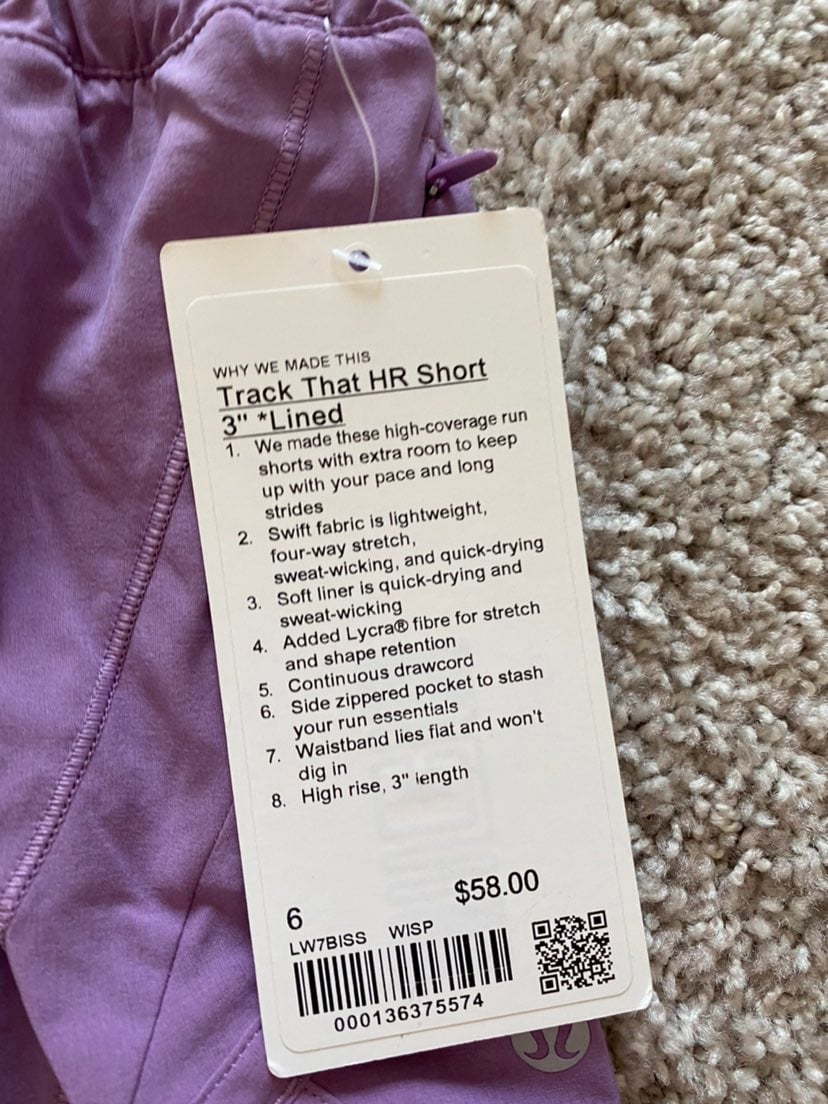 WHY WE MADE THIS
Track That HR Short
3" *Lined
1. We made these high-coverage run
shorts with extra room to keep
up with your pace and long
strides
2. Swift fabric is lightweight,
four-way stretch,
sweat-wicking, and quick-drying
3. Soft liner is quick-drying and
sweat-wicking
4. Added Lycra® fibre for stretch
and shape retention
5. Continuous drawcord
6. Side zippered pocket to stash
your run essentials
7. Waistband lies flat and won't
dig in
8. High rise, 3" length
6 $58.00
LW7BISS WISP
000136375574